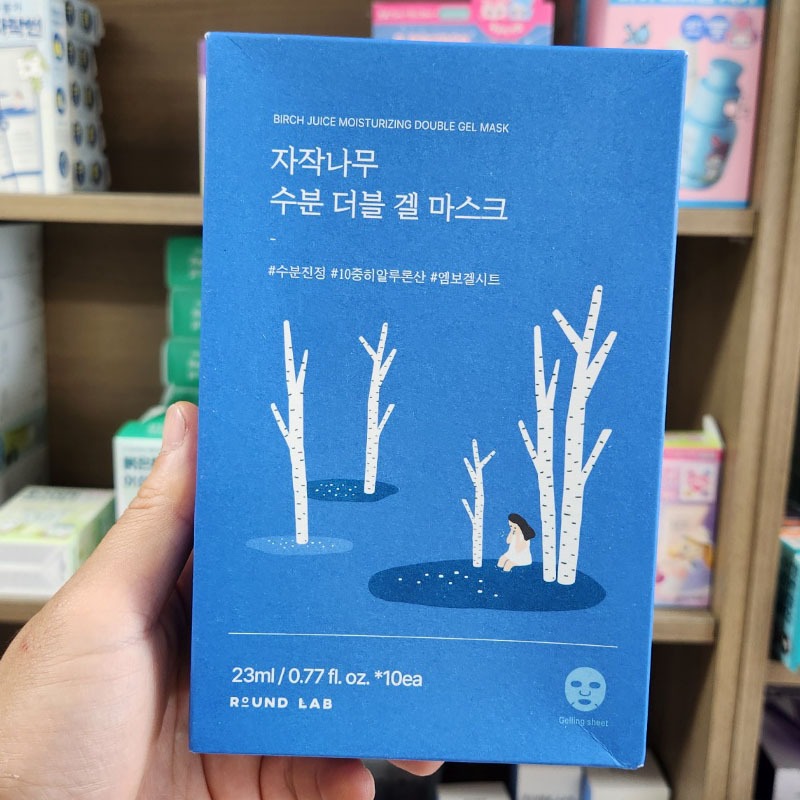 BIRCH JUICE MOISTURIZING DOUBLE GEL MASK
자작나무
수분 더블 겔 마스크
-
#수분진정 #10중히알루론산 #엠보겔시트
23ml / 0.77 fl. oz. *10ea
ROUND LAB
Gelling sheet